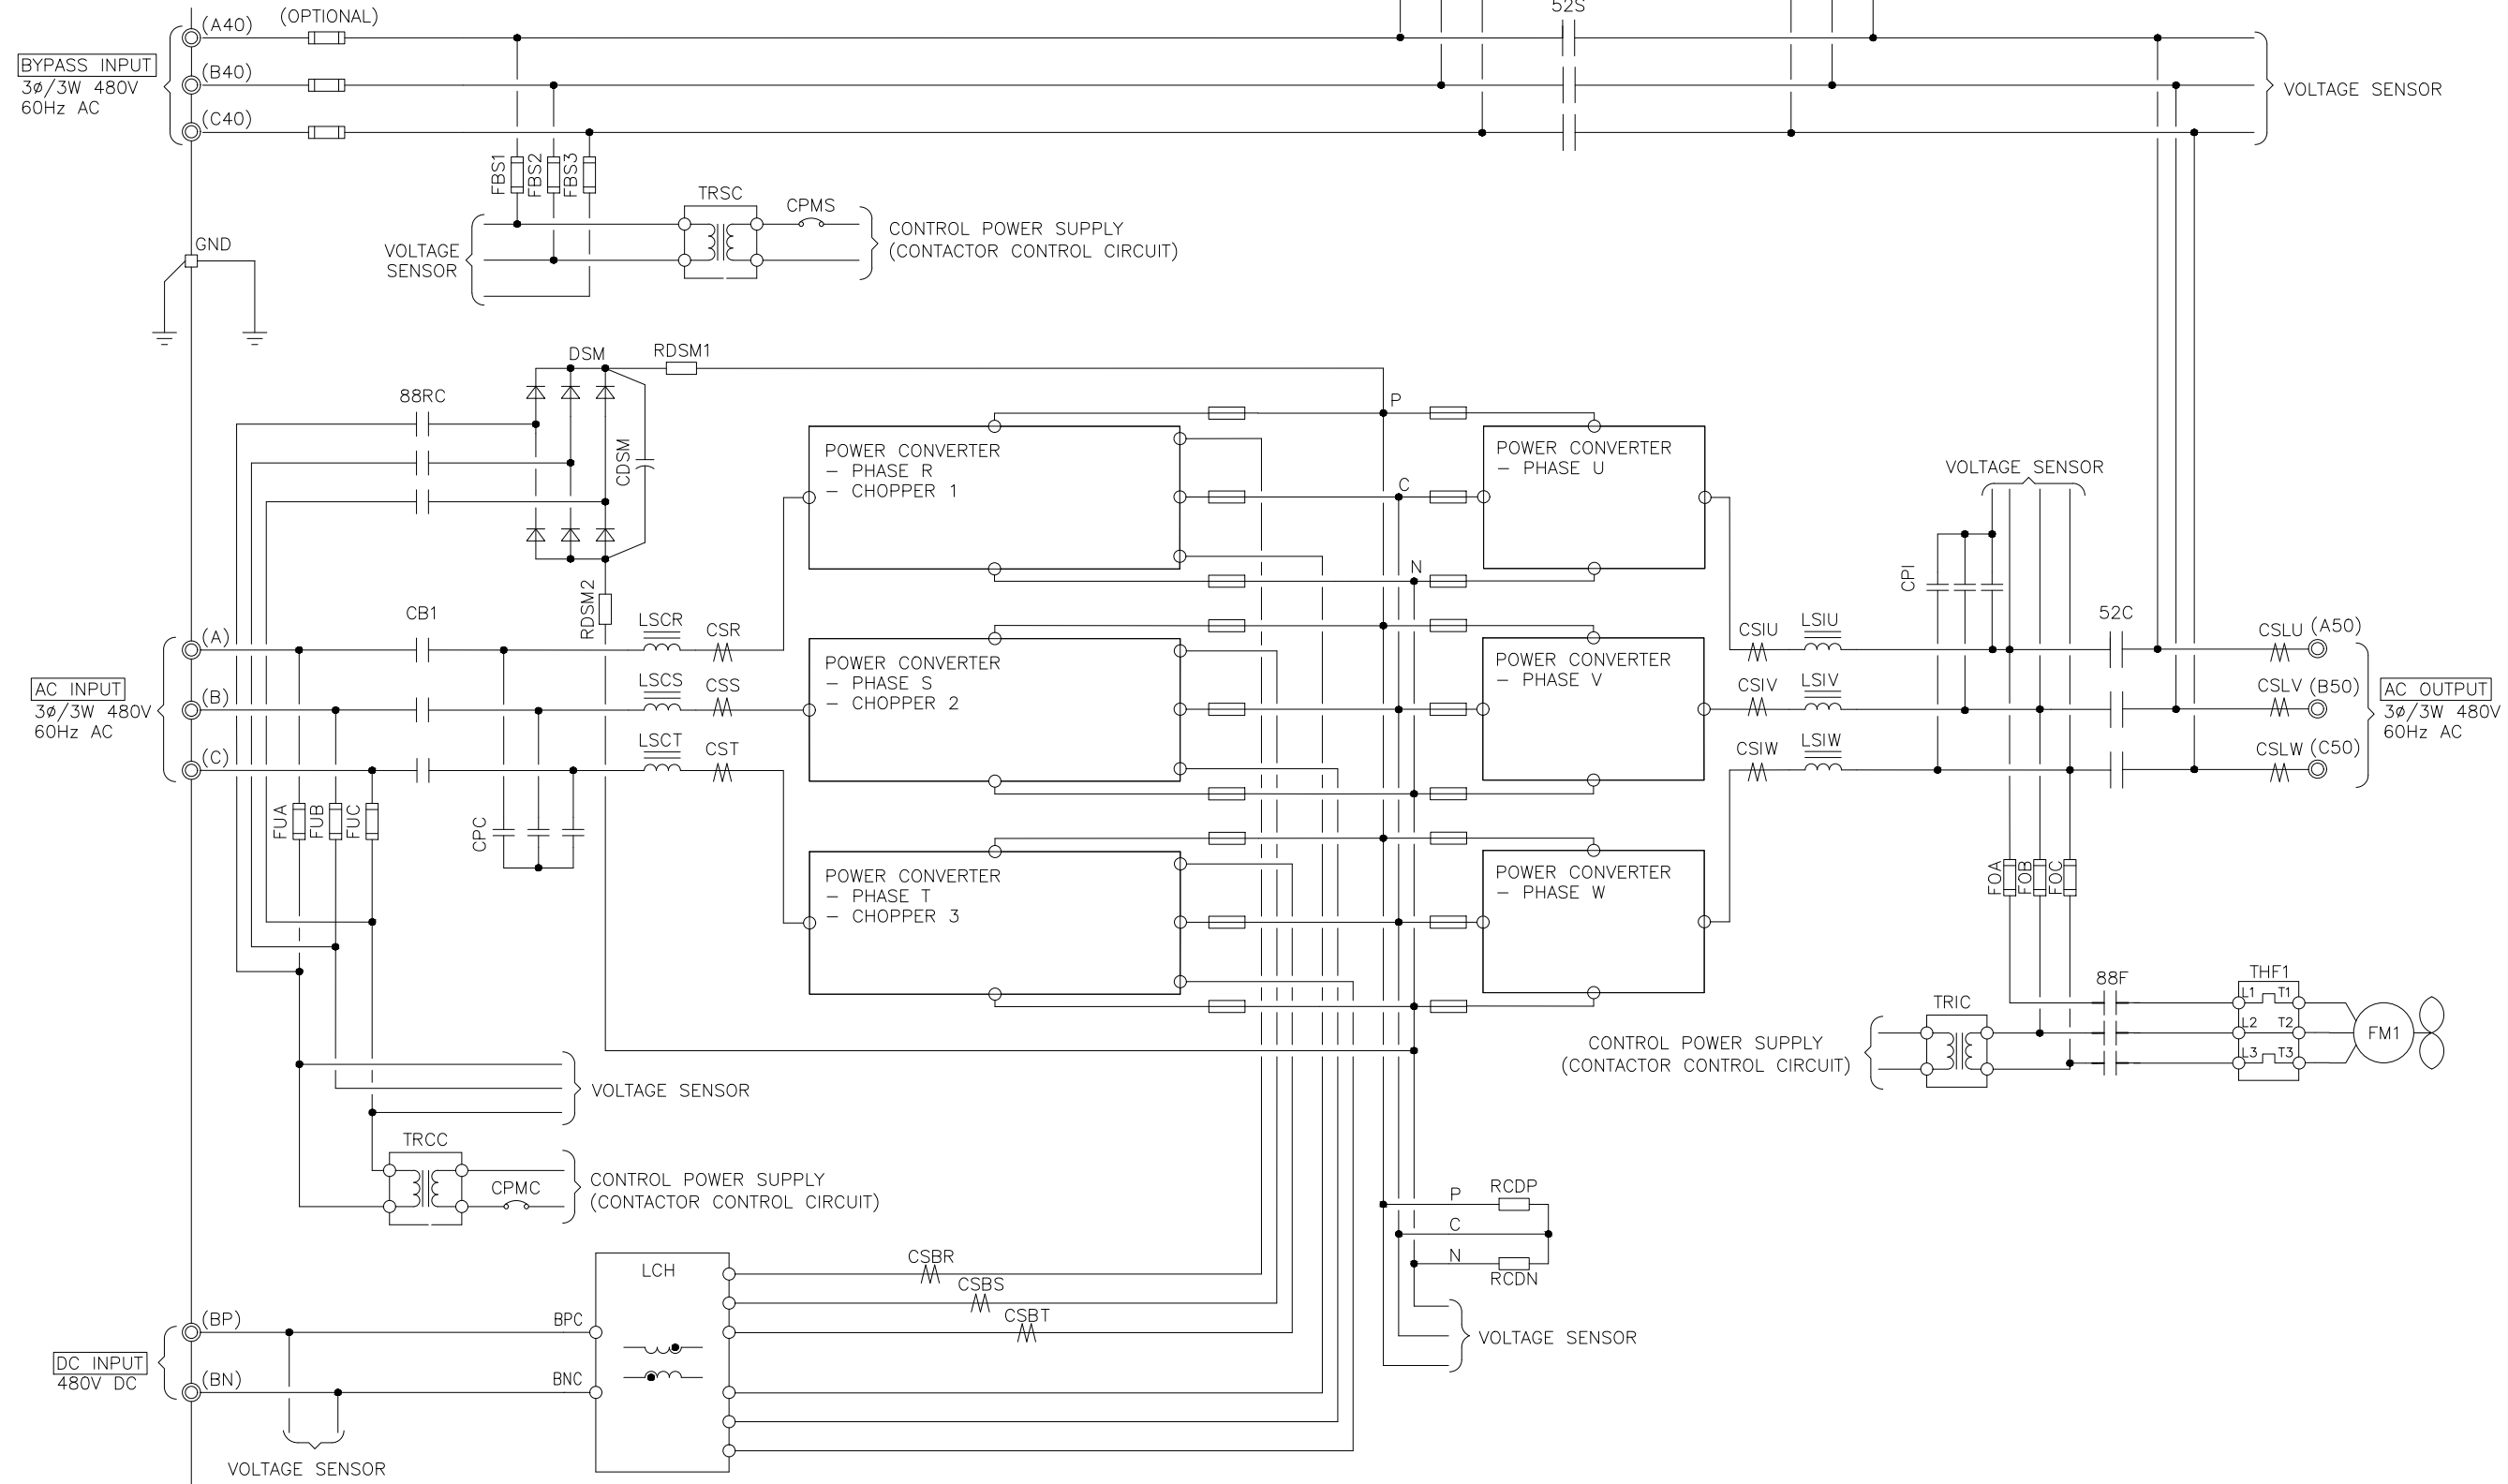 (OPTIONAL)
52S
(A40)
(B40)
(C40)
BYPASS INPUT
3ø/3W 480V
60Hz AC
VOLTAGE SENSOR
FBS1
FBS2
FBS3
TRSC
CPMS
CONTROL POWER SUPPLY
(CONTACTOR CONTROL CIRCUIT)
VOLTAGE
SENSOR
GND
DSM
RDSM1
88RC
CDSM
RDSM2
P
C
N
POWER CONVERTER
– PHASE R
– CHOPPER 1
POWER CONVERTER
– PHASE U
VOLTAGE SENSOR
CPI
(A)
(B)
(C)
AC INPUT
3ø/3W 480V
60Hz AC
CB1
LSCR
CSR
LSCS
CSS
LSCT
CST
POWER CONVERTER
– PHASE S
– CHOPPER 2
POWER CONVERTER
– PHASE V
CSIU
LSIU
CSIV
LSIV
CSIW
LSIW
52C
CSLU (A50)
CSLV (B50)
CSLW (C50)
AC OUTPUT
3ø/3W 480V
60Hz AC
FUA
FUB
FUC
CPC
POWER CONVERTER
– PHASE T
– CHOPPER 3
POWER CONVERTER
– PHASE W
FOA
FOB
FOC
88F
THF1
L1 T1
L2 T2
L3 T3
FM1
TRIC
CONTROL POWER SUPPLY
(CONTACTOR CONTROL CIRCUIT)
VOLTAGE SENSOR
TRCC
CPMC
CONTROL POWER SUPPLY
(CONTACTOR CONTROL CIRCUIT)
P
RCDP
C
N
RCDN
VOLTAGE SENSOR
LCH
CSBR
CSBS
CSBT
(BP)
(BN)
BPC
BNC
DC INPUT
480V DC
VOLTAGE SENSOR